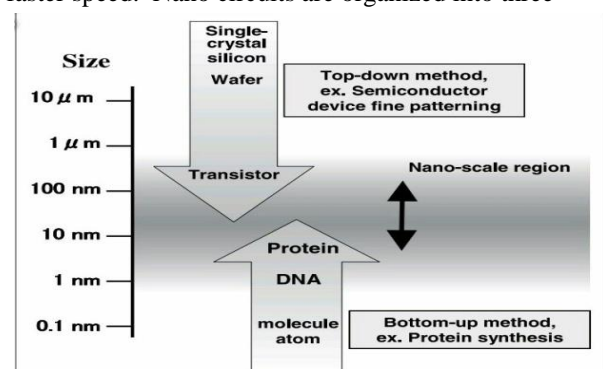 faster speed. Nano circuits are organized into three
Single-
crystal
silicon
Wafer
Size
Top-down method,
ex. Semiconductor
device fine patterning
10 μm
1 μm
Transistor
Nano-scale region
100 nm
10 nm
Protein
1 nm
DNA
0.1 nm
molecule
atom
Bottom-up method,
ex. Protein synthesis